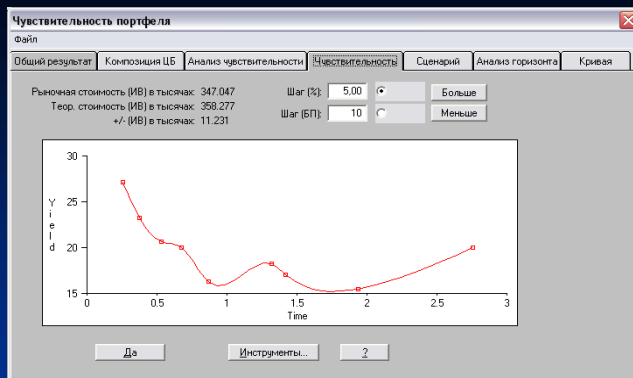 Чувствительность портфеля
Файл
Общий результат Композиция ЦБ Анализ чувствительности Чувствительность Сценарий Анализ горизонта Кривая
Рыночная стоимость (ИВ) в тысячах: 347.047 Шаг (%): 5,00 Больше
Теор. стоимость (ИВ) в тысячах: 358.277 Шаг (БП): 10 Меньше
+/- (ИВ) в тысячах: 11.231
30
25
20
15
Yield
0 0.5 1 1.5 2 2.5 3
Time
Да Инструменты... ?